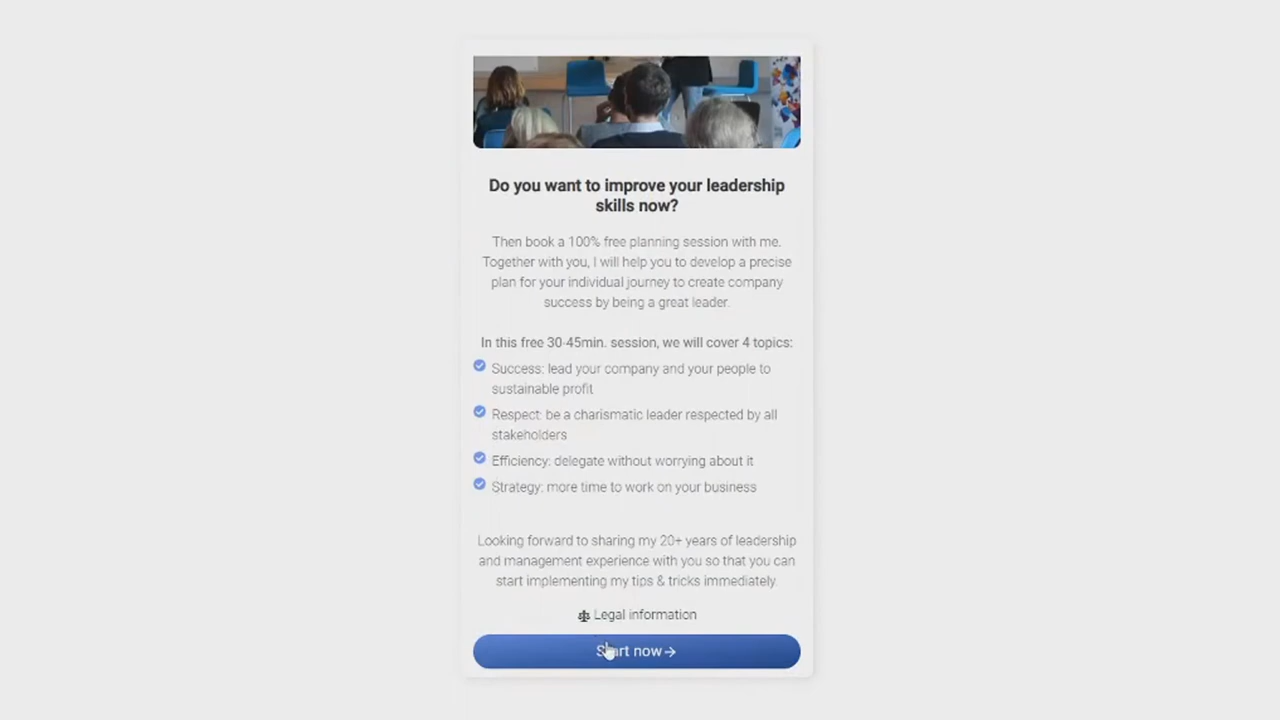 Do you want to improve your leadership
skills now?
Then book a 100% free planning session with me.
Together with you, I will help you to develop a precise
plan for your individual journey to create company
success by being a great leader.
In this free 30-45min. session, we will cover 4 topics:
Success: lead your company and your people to
sustainable profit
Respect: be a charismatic leader respected by all
stakeholders
Efficiency: delegate without worrying about it
Strategy: more time to work on your business
Looking forward to sharing my 20+ years of leadership
and management experience with you so that you can
start implementing my tips & tricks immediately.
Legal information
Start now→